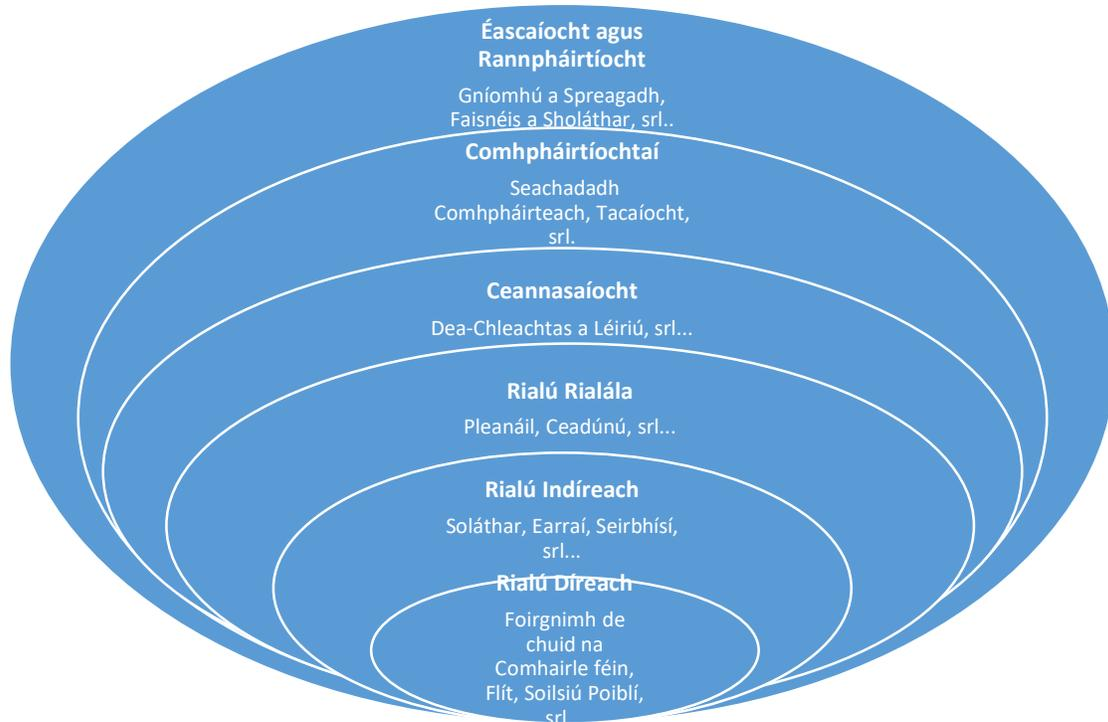 Éascaíocht agus
Rannpháirtíocht
Gníomhú a Spreagadh,
Faisnéis a Sholáthar, srl..
Comhpháirtíochtaí
Seachadadh
Comhpháirteach, Tacaíocht,
srl.
Ceannasaíocht
Dea-Chleachtas a Léiriú, srl...
Rialú Rialála
Pleanáil, Ceadúnú, srl...
Rialú Indíreach
Soláthar, Earraí, Seirbhísí,
srl...
Rialú Díreach
Foirgnimh de
chuid na
Comhairle féin,
Flít, Soilsiú Poiblí,
srl